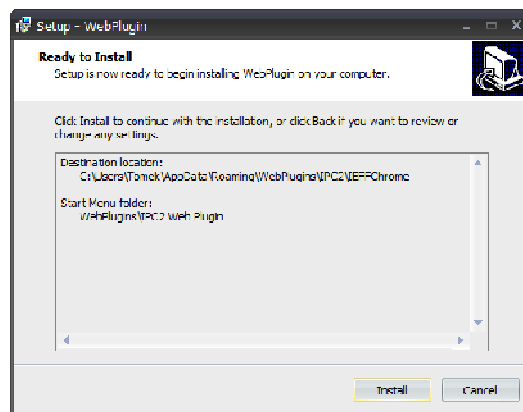 Setup - WebPlugin
Ready to Install
Setup is now ready to begin installing WebPlugin on your computer.
Click Install to continue with the installation, or click Back if you want to review or
change any settings.
Destination location:
C:\Users\Tomek\AppData\Roaming\WebPlugins\IPC2\IEFFChrome
Start Menu folder:
WebPlugins\IPC2 Web Plugin
Install
Cancel